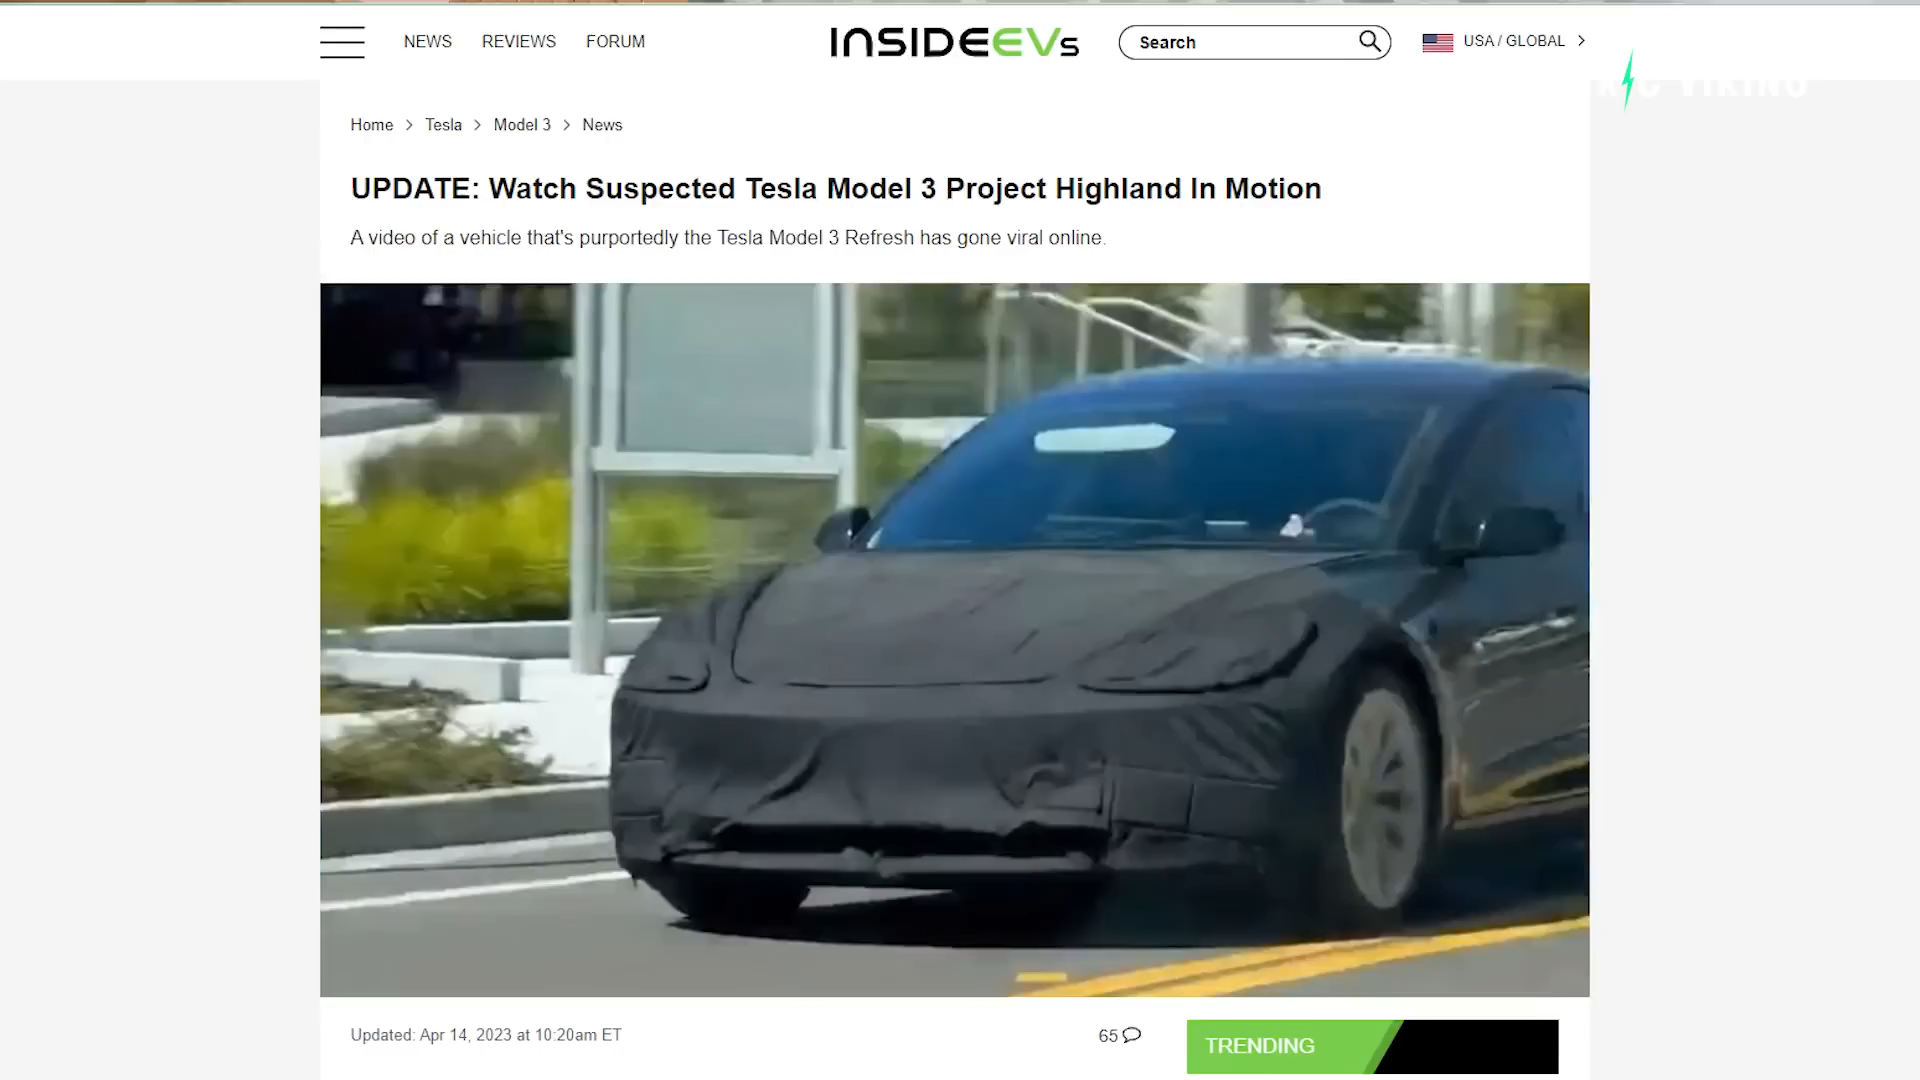 NEWS REVIEWS FORUM INSIDEEVs Search USA / GLOBAL
VIKING
Home > Tesla > Model 3 > News
UPDATE: Watch Suspected Tesla Model 3 Project Highland In Motion
A video of a vehicle that's purportedly the Tesla Model 3 Refresh has gone viral online.
Updated: Apr 14, 2023 at 10:20am ET 65 TRENDING